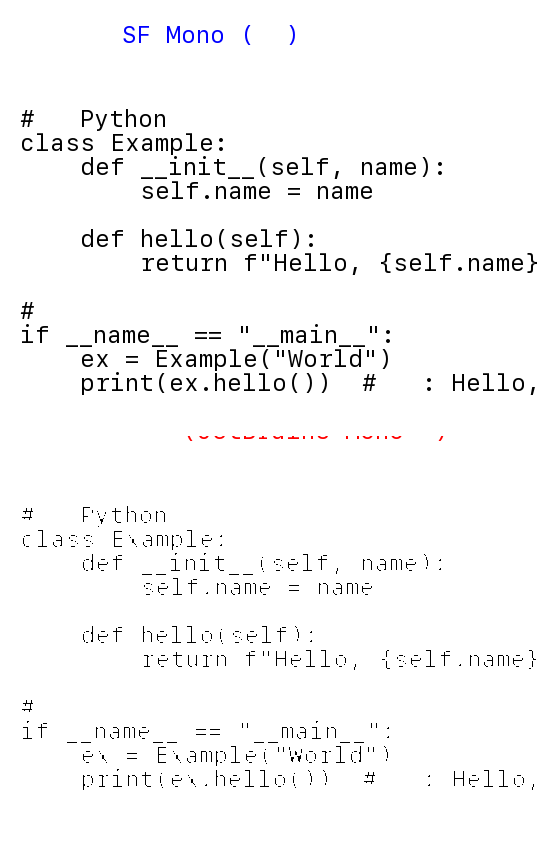 SF Mono (  )
#   Python
class Example:
    def __init__(self, name):
        self.name = name
    def hello(self):
        return f"Hello, {self.name}
#
if __name__ == "__main__":
    ex = Example("World")
    print(ex.hello())  #   : Hello,
(JetBrains Mono  )
#   Python
class Example:
    def __init__(self, name):
        self.name = name
    def hello(self):
        return f"Hello, {self.name}
#
if __name__ == "__main__":
    ex = Example("World")
    print(ex.hello())  #   : Hello,